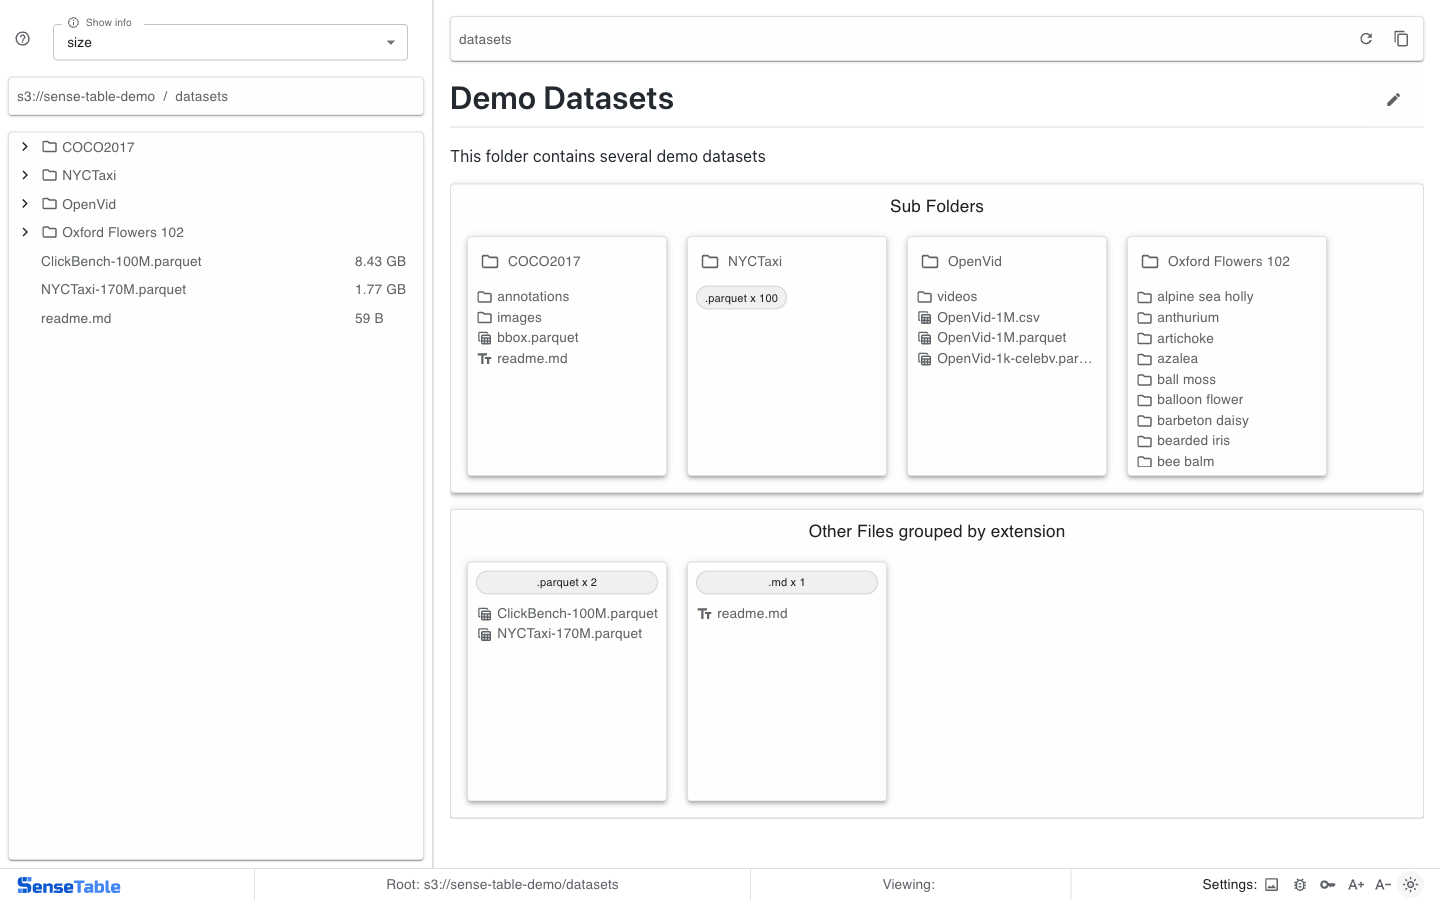 Show info
size
s3://sense-table-demo / datasets
COCO2017
NYCTaxi
OpenVid
Oxford Flowers 102
ClickBench-100M.parquet 8.43 GB
NYCTaxi-170M.parquet 1.77 GB
readme.md 59 B
datasets
Demo Datasets
This folder contains several demo datasets
Sub Folders
COCO2017
annotations
images
bbox.parquet
readme.md
NYCTaxi
.parquet x 100
OpenVid
videos
OpenVid-1M.csv
OpenVid-1M.parquet
OpenVid-1k-celebv.par...
Oxford Flowers 102
alpine sea holly
anthurium
artichoke
azalea
ball moss
balloon flower
barbeton daisy
bearded iris
bee balm
Other Files grouped by extension
.parquet x 2
ClickBench-100M.parquet
NYCTaxi-170M.parquet
.md x 1
readme.md
SenseTable
Root: s3://sense-table-demo/datasets
Viewing:
Settings: A+ A-